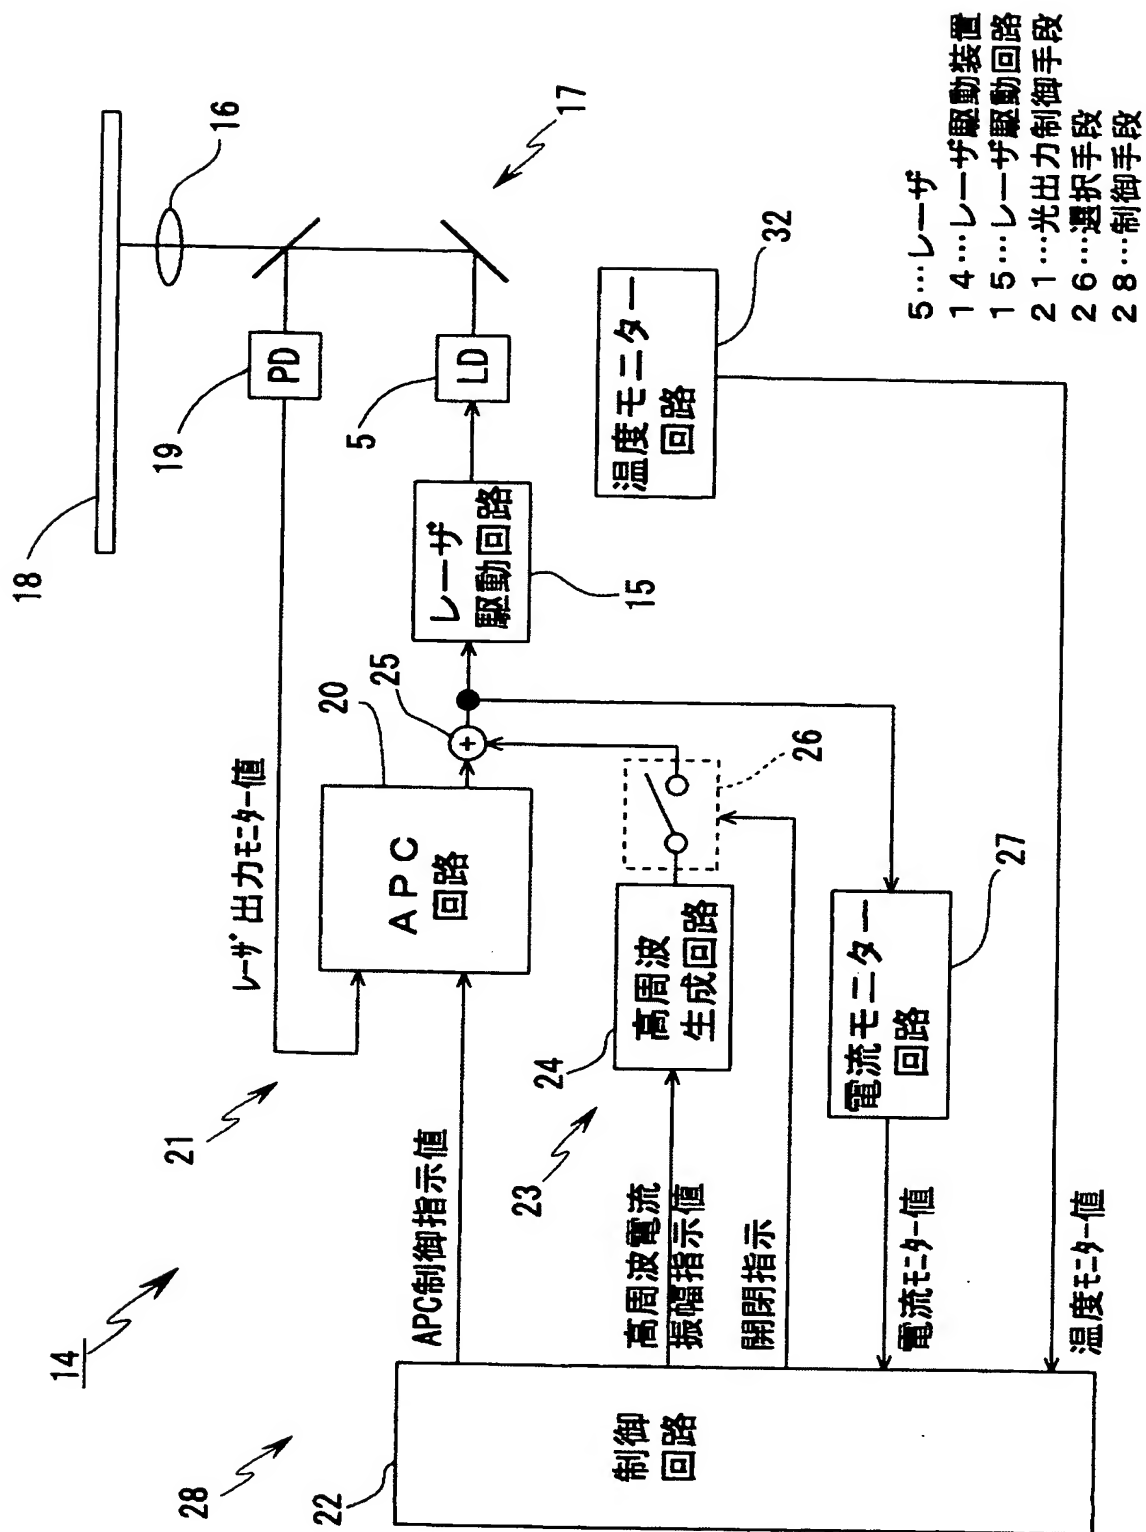 14
28
22
制御
回路
21
APC制御指示値
23
高周波電流
振幅指示値
開閉指示
電流モニター値
温度モニター値
レーザ出力モニター値
20
APC
回路
25
24
高周波
生成回路
26
電流モニター
回路
27
レーザ
駆動回路
15
18
19
PD
5
LD
16
17
温度モニター
回路
32
5…レーザ
14…レーザ駆動装置
15…レーザ駆動回路
21…光出力制御手段
26…選択手段
28…制御手段
+